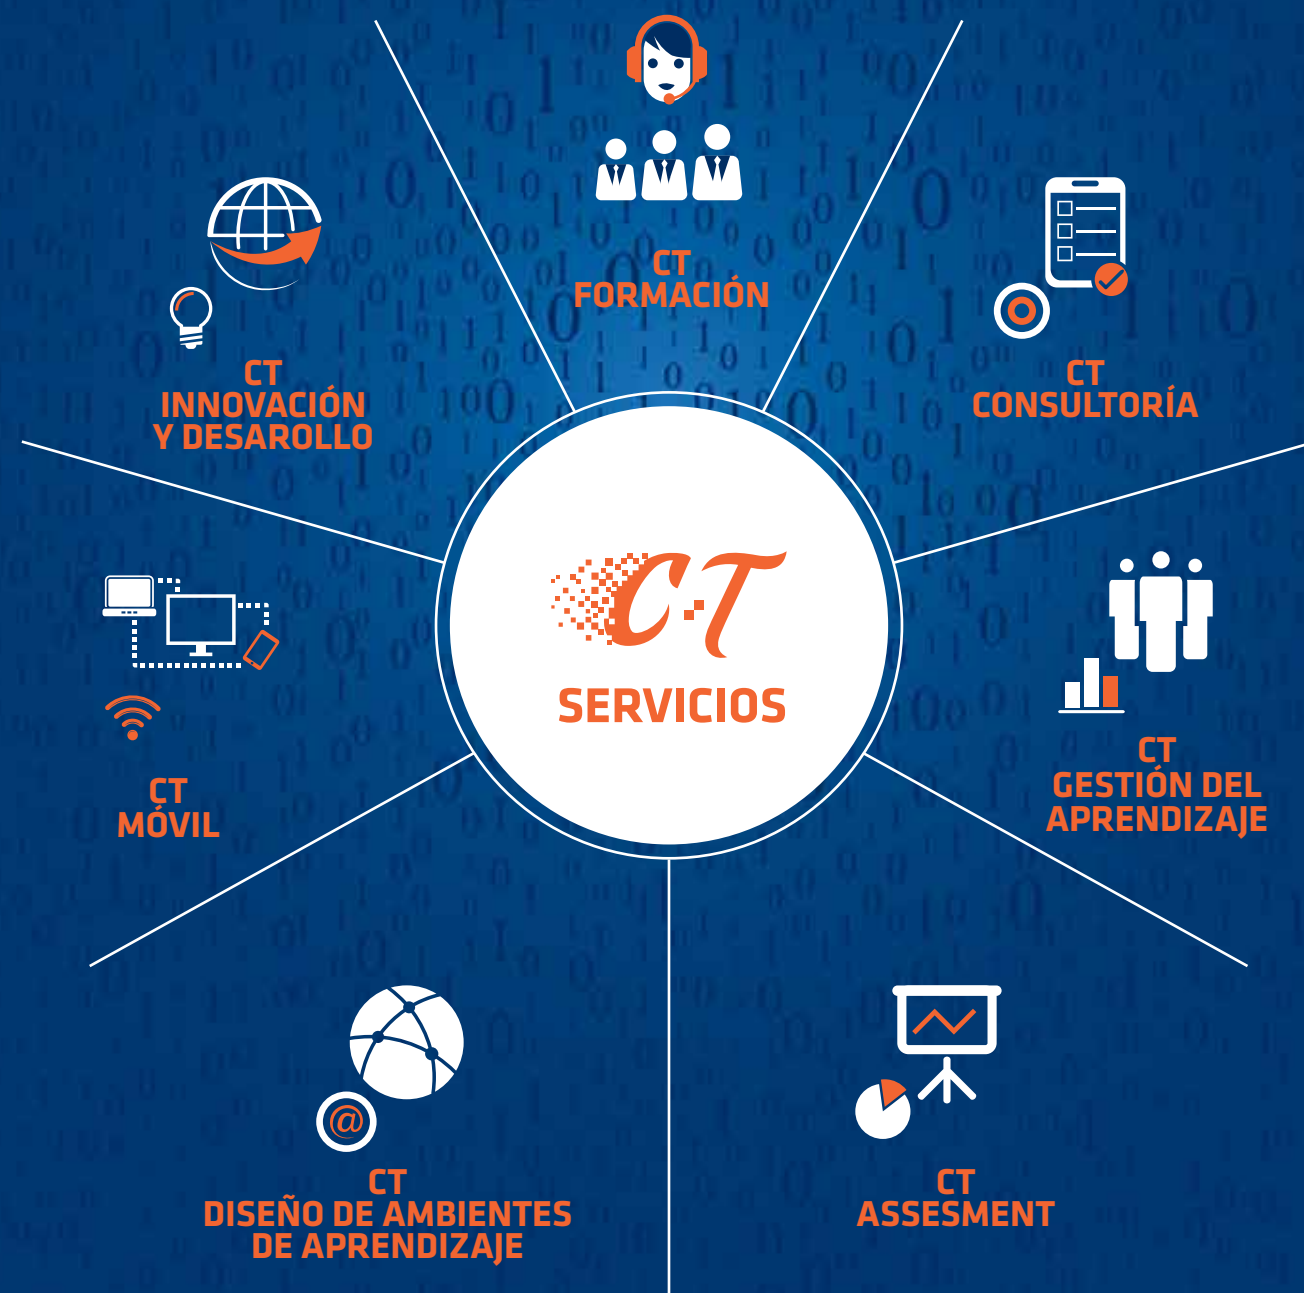 CT
FORMACIÓN
CT
CONSULTORÍA
CT
GESTIÓN DEL
APRENDIZAJE
CT
ASSESMENT
CT
DISEÑO DE AMBIENTES
DE APRENDIZAJE
@
CT
MÓVIL
CT
INNOVACIÓN
Y DESAROLLO
C·T
SERVICIOS